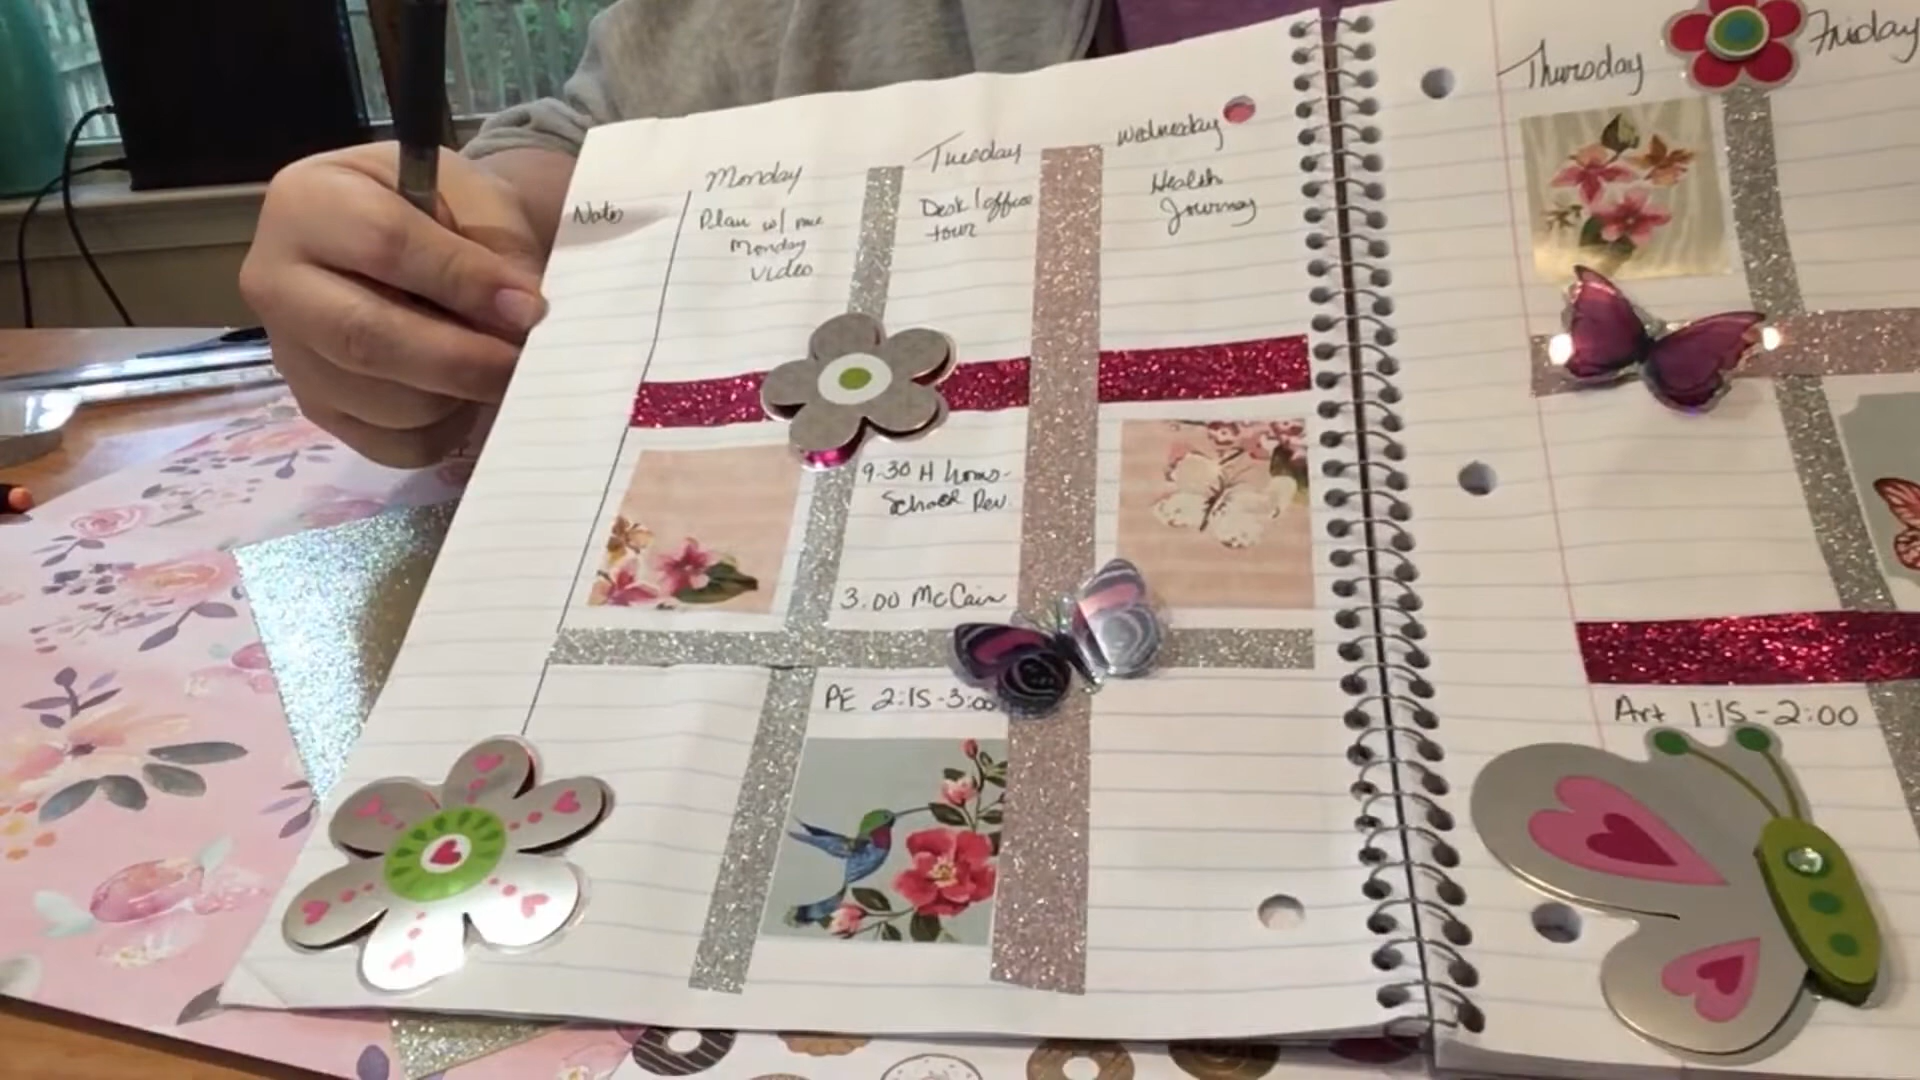 Notes
Monday
Plan w/ me
Monday
Video
Tuesday
Desk/office
tour
9-30 H home-
School Rev.
3.00 McCain
PE 2:15-3:00
Wednesday
Health
Journey
Thursday
Art 1:15-2:00
Friday